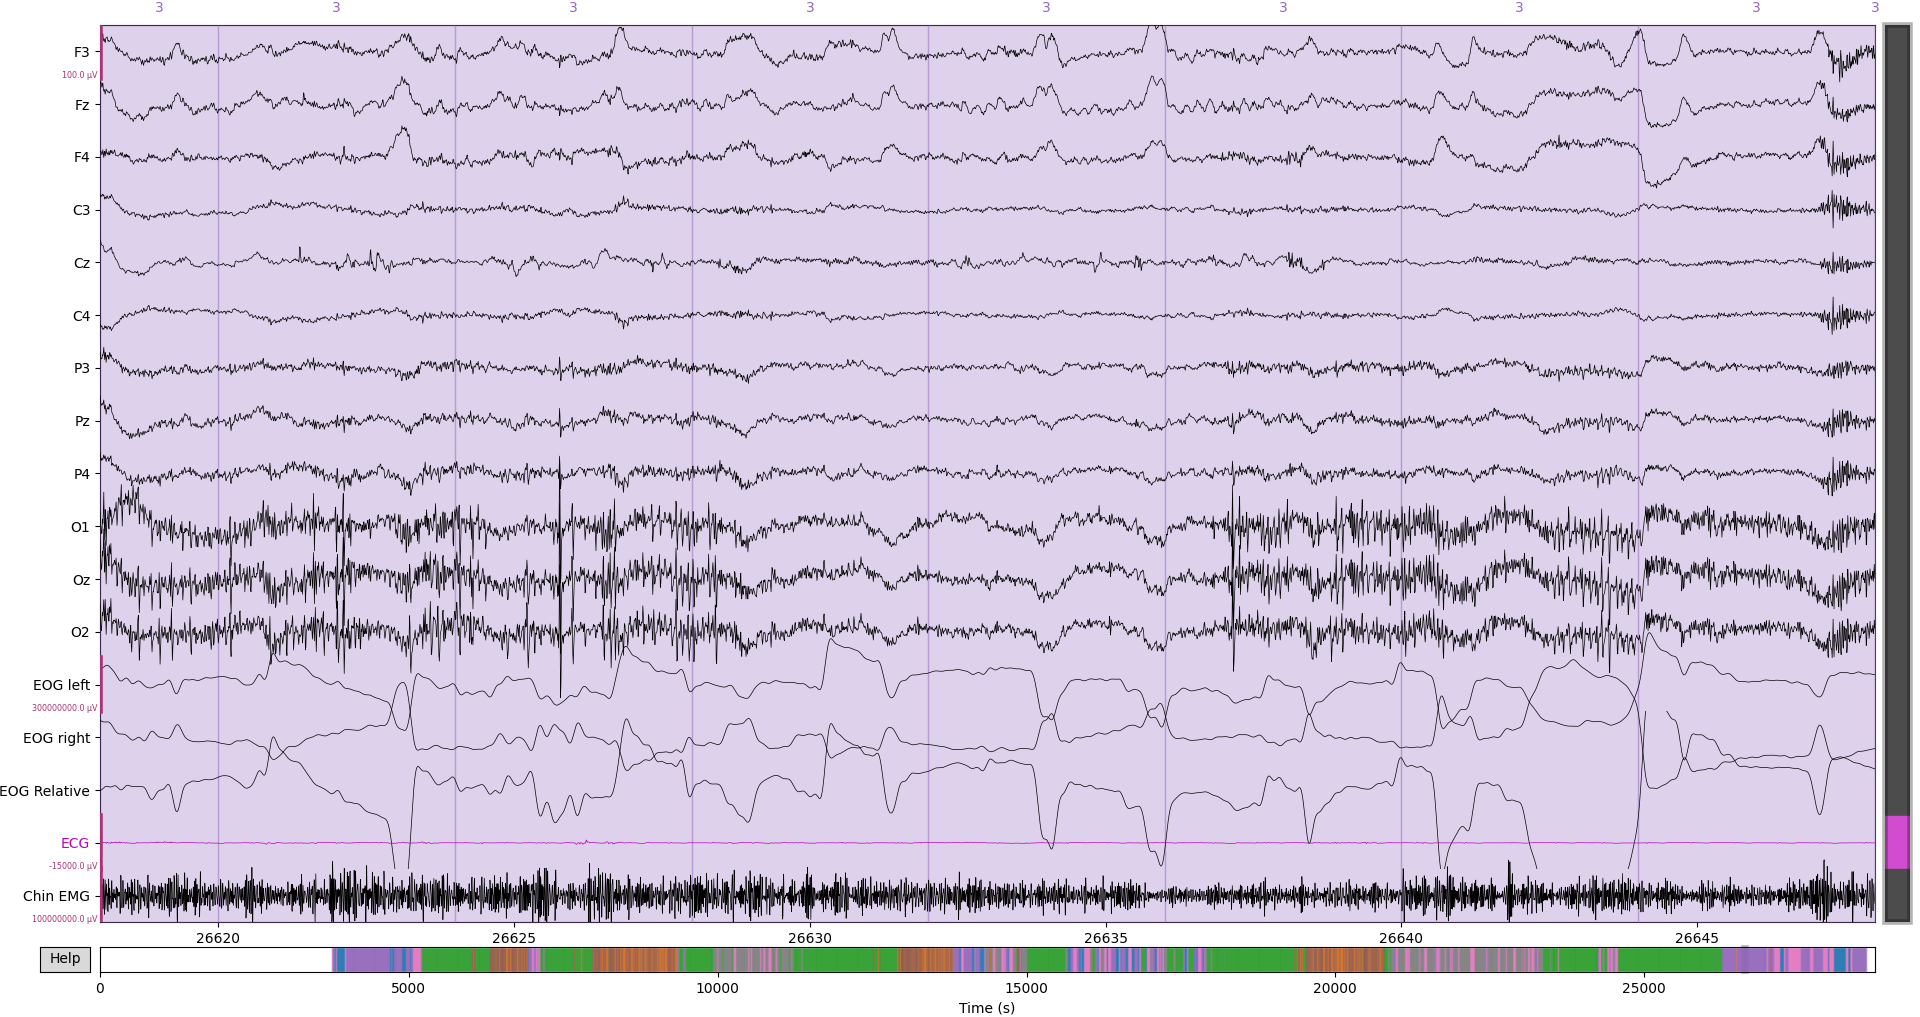 3 3 3 3 3 3 3 3 3
F3
100.0 µV
Fz
F4
C3
Cz
C4
P3
Pz
P4
O1
Oz
O2
EOG left
300000000.0 µV
EOG right
EOG Relative
ECG
-15000.0 µV
Chin EMG
100000000.0 µV
26620 26625 26630 26635 26640 26645
Help
0 5000 10000 15000 20000 25000
Time (s)